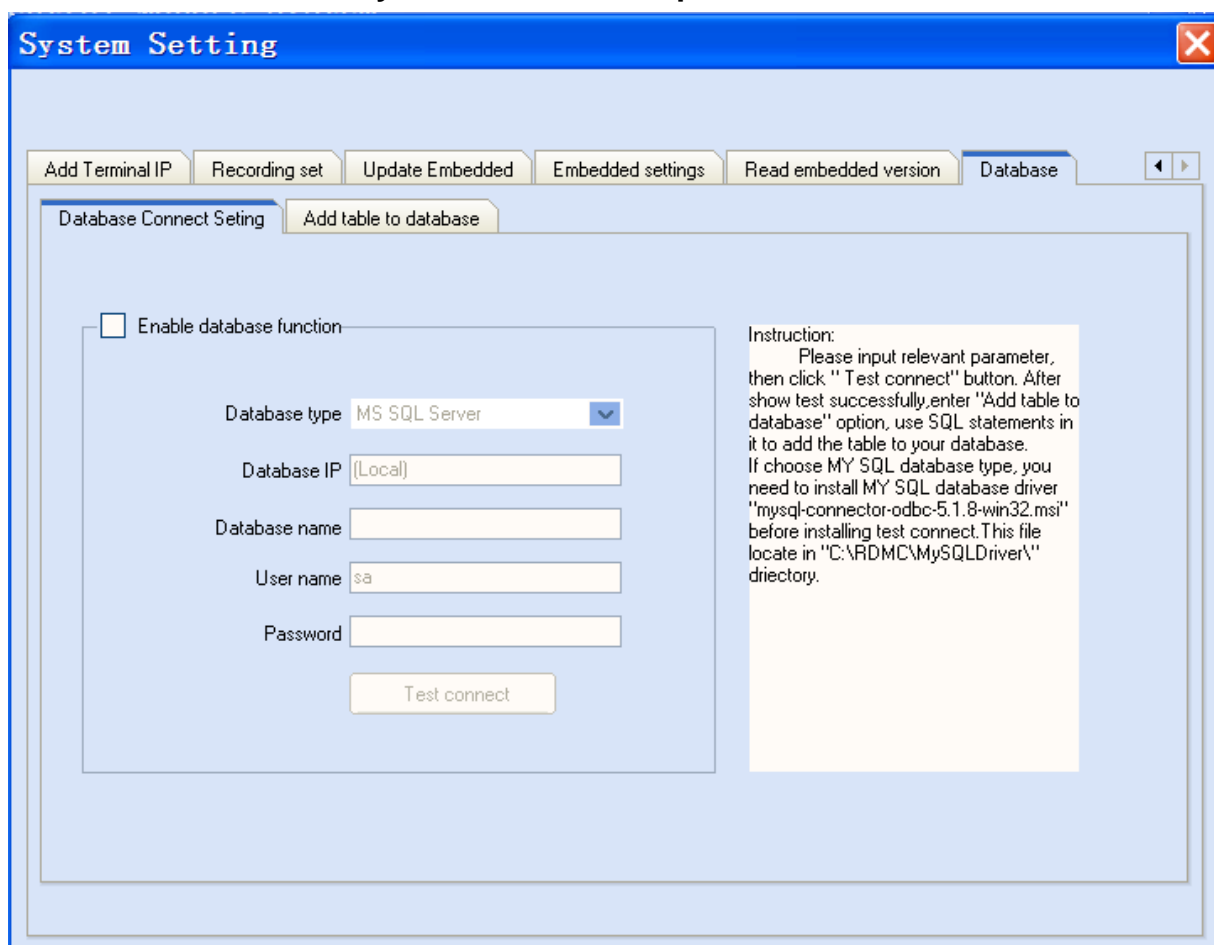 System Setting
Add Terminal IP
Recording set
Update Embedded
Embedded settings
Read embedded version
Database
Database Connect Seting
Add table to database
Enable database function
Database type
MS SQL Server
Database IP
(Local)
Database name
User name
sa
Password
Test connect
Instruction:
Please input relevant parameter,
then click " Test connect" button. After
show test successfully,enter "Add table to
database" option, use SQL statements in
it to add the table to your database.
If choose MY SQL database type, you
need to install MY SQL database driver
"mysql-connector-odbc-5.1.8-win32.msi"
before installing test connect.This file
locate in "C:\RDMC\MySQLDriver\"
driectory.